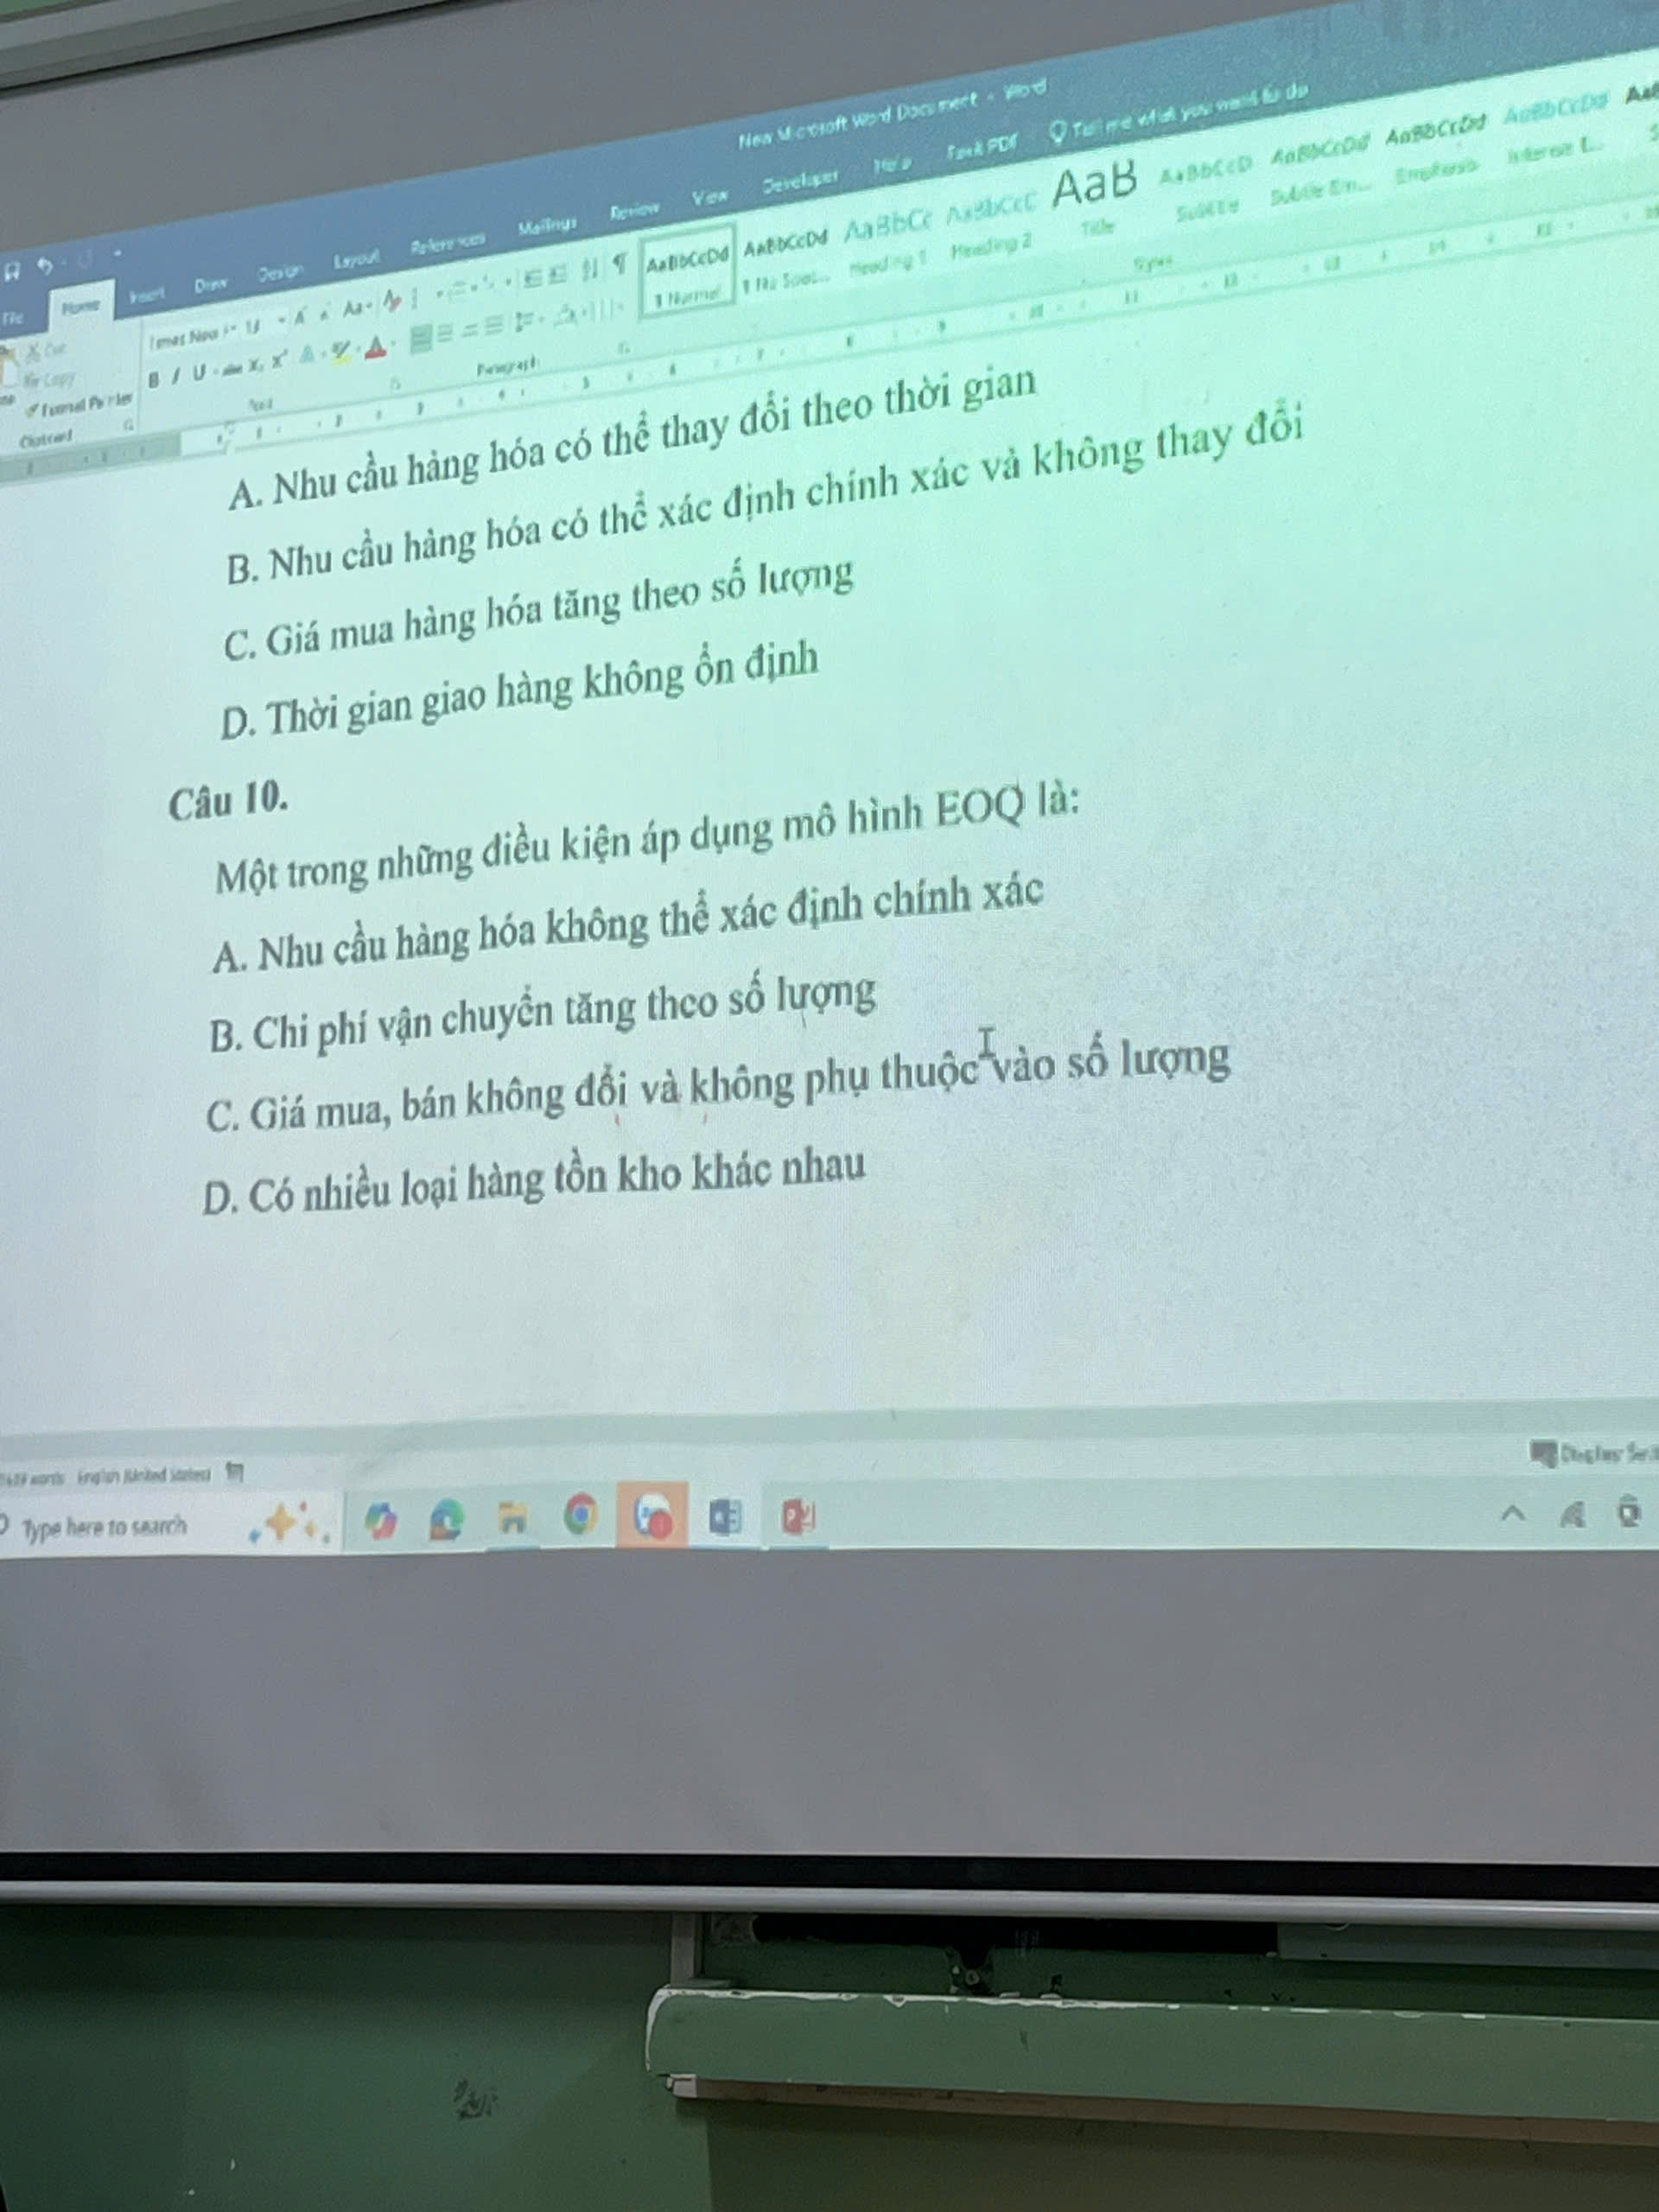 New Microsoft Word Document - Word
File Home Insert Draw Design Layout References Mailings Review View Developer Help Foxit PDF Tell me what you want to do
Cut
Copy
Format Painter
Clipboard
Times New
Font
Paragraph
AaBbCcDd AaBbCcDd AaBbCc AaBbCcC AaB AaBbCcD AaBbCcDd AaBbCcDd AaBbCcDd
¶ Normal ¶ No Spac... Heading 1 Heading 2 Title Subtitle Subtle Em... Emphasis Intense E...
Styles
A. Nhu cầu hàng hóa có thể thay đổi theo thời gian
B. Nhu cầu hàng hóa có thể xác định chính xác và không thay đổi
C. Giá mua hàng hóa tăng theo số lượng
D. Thời gian giao hàng không ổn định
Câu 10.
Một trong những điều kiện áp dụng mô hình EOQ là:
A. Nhu cầu hàng hóa không thể xác định chính xác
B. Chi phí vận chuyển tăng theo số lượng
C. Giá mua, bán không đổi và không phụ thuộc vào số lượng
D. Có nhiều loại hàng tồn kho khác nhau
words English (United States)
Display
Type here to search